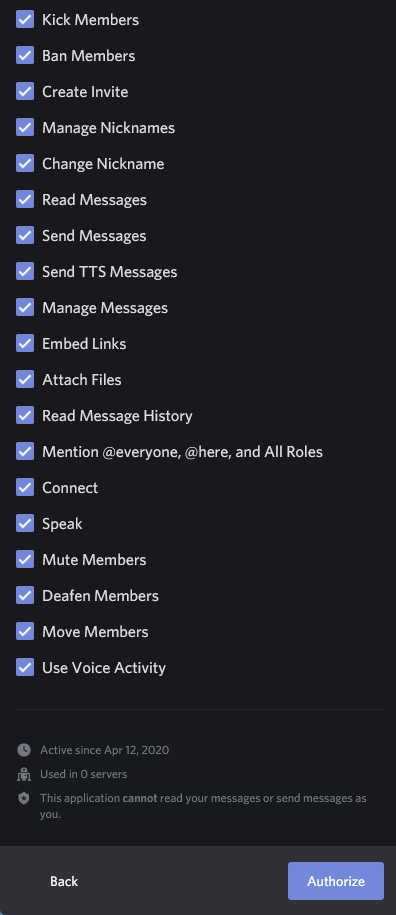 Kick Members
Ban Members
Create Invite
Manage Nicknames
Change Nickname
Read Messages
Send Messages
Send TTS Messages
Manage Messages
Embed Links
Attach Files
Read Message History
Mention @everyone, @here, and All Roles
Connect
Speak
Mute Members
Deafen Members
Move Members
Use Voice Activity
Active since Apr 12, 2020
Used in 0 servers
This application cannot read your messages or send messages as
you.
Back
Authorize